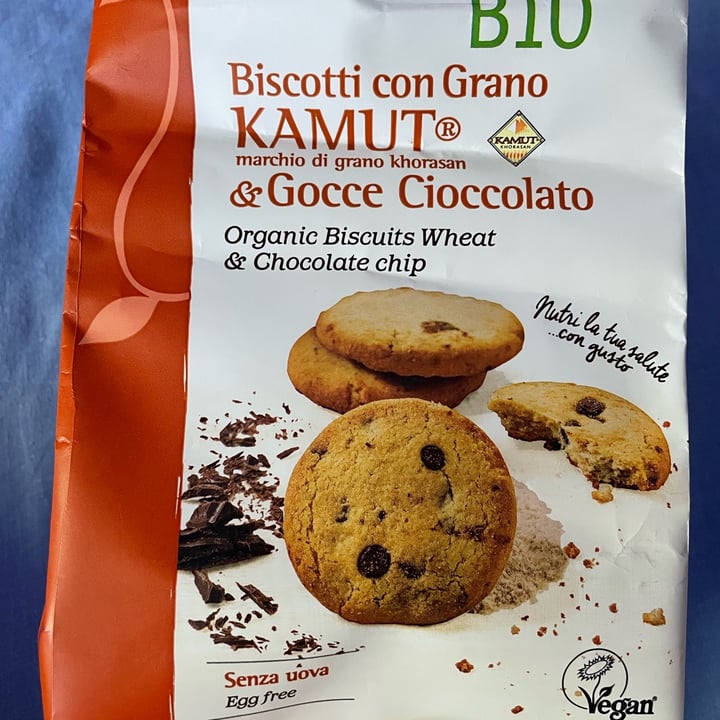 BIO
Biscotti con Grano
KAMUT®
KAMUT®
KHORASAN
marchio di grano khorasan
& Gocce Cioccolato
Organic Biscuits Wheat
& Chocolate chip
Nutri la tua salute
...con gusto
Senza uova
Egg free
Vegan